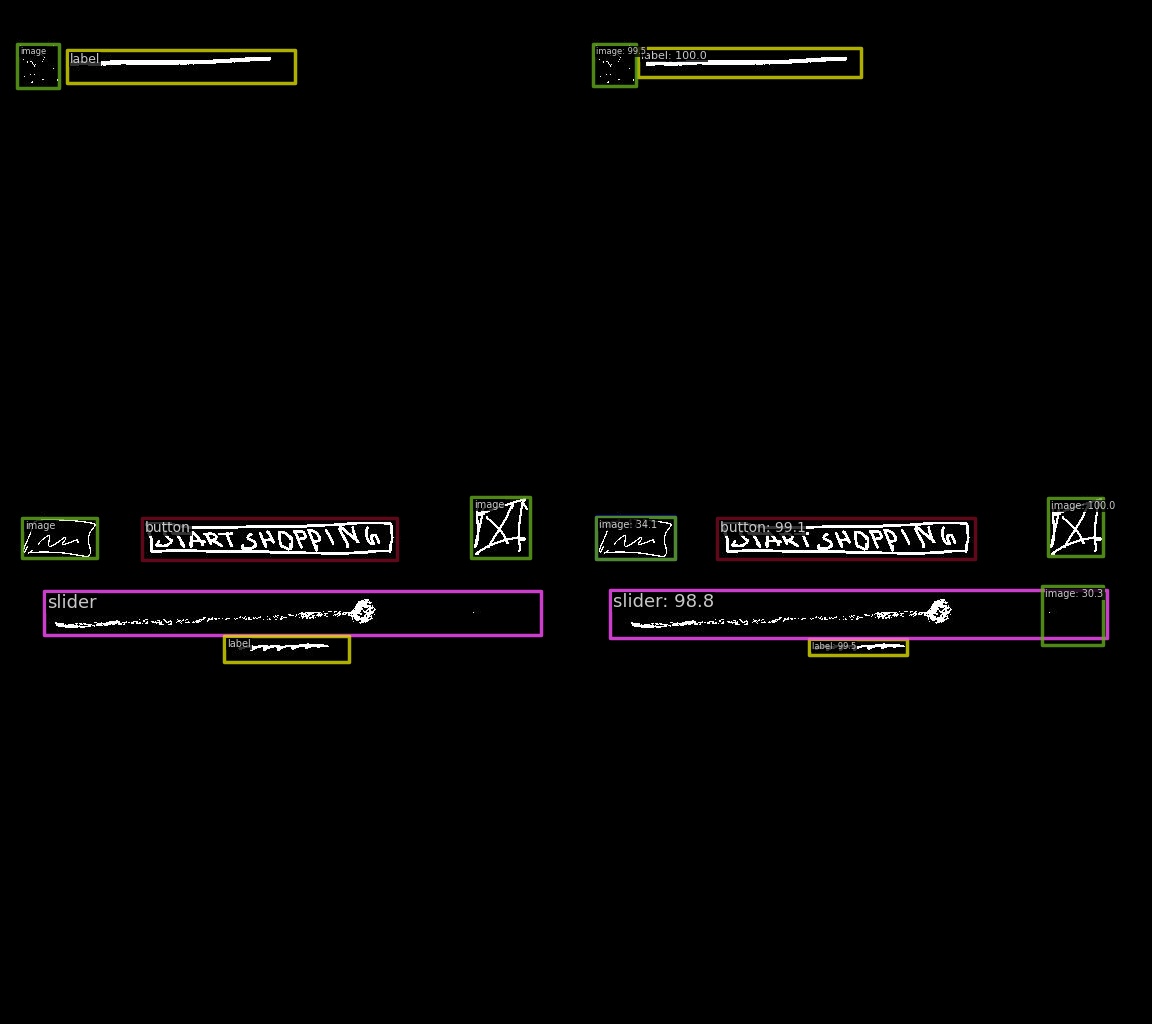 image
label
image: 99.5
label: 100.0
image
button
START SHOPPING
image
image: 34.1
button: 99.1
START SHOPPING
image: 100.0
slider
slider: 98.8
image: 30.3
label
label: 99.5